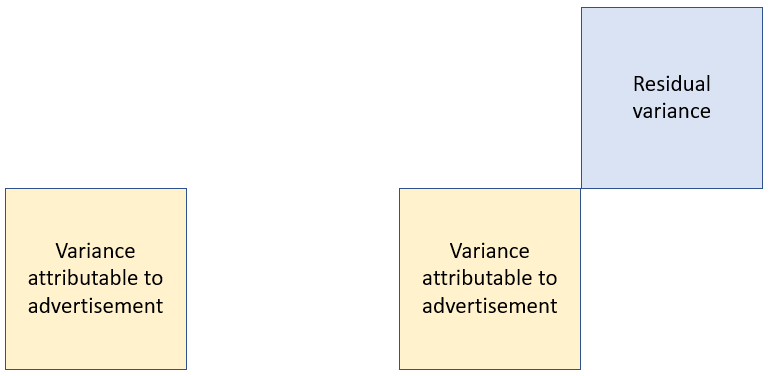 Residual
variance
Variance
attributable to
advertisement
Variance
attributable to
advertisement